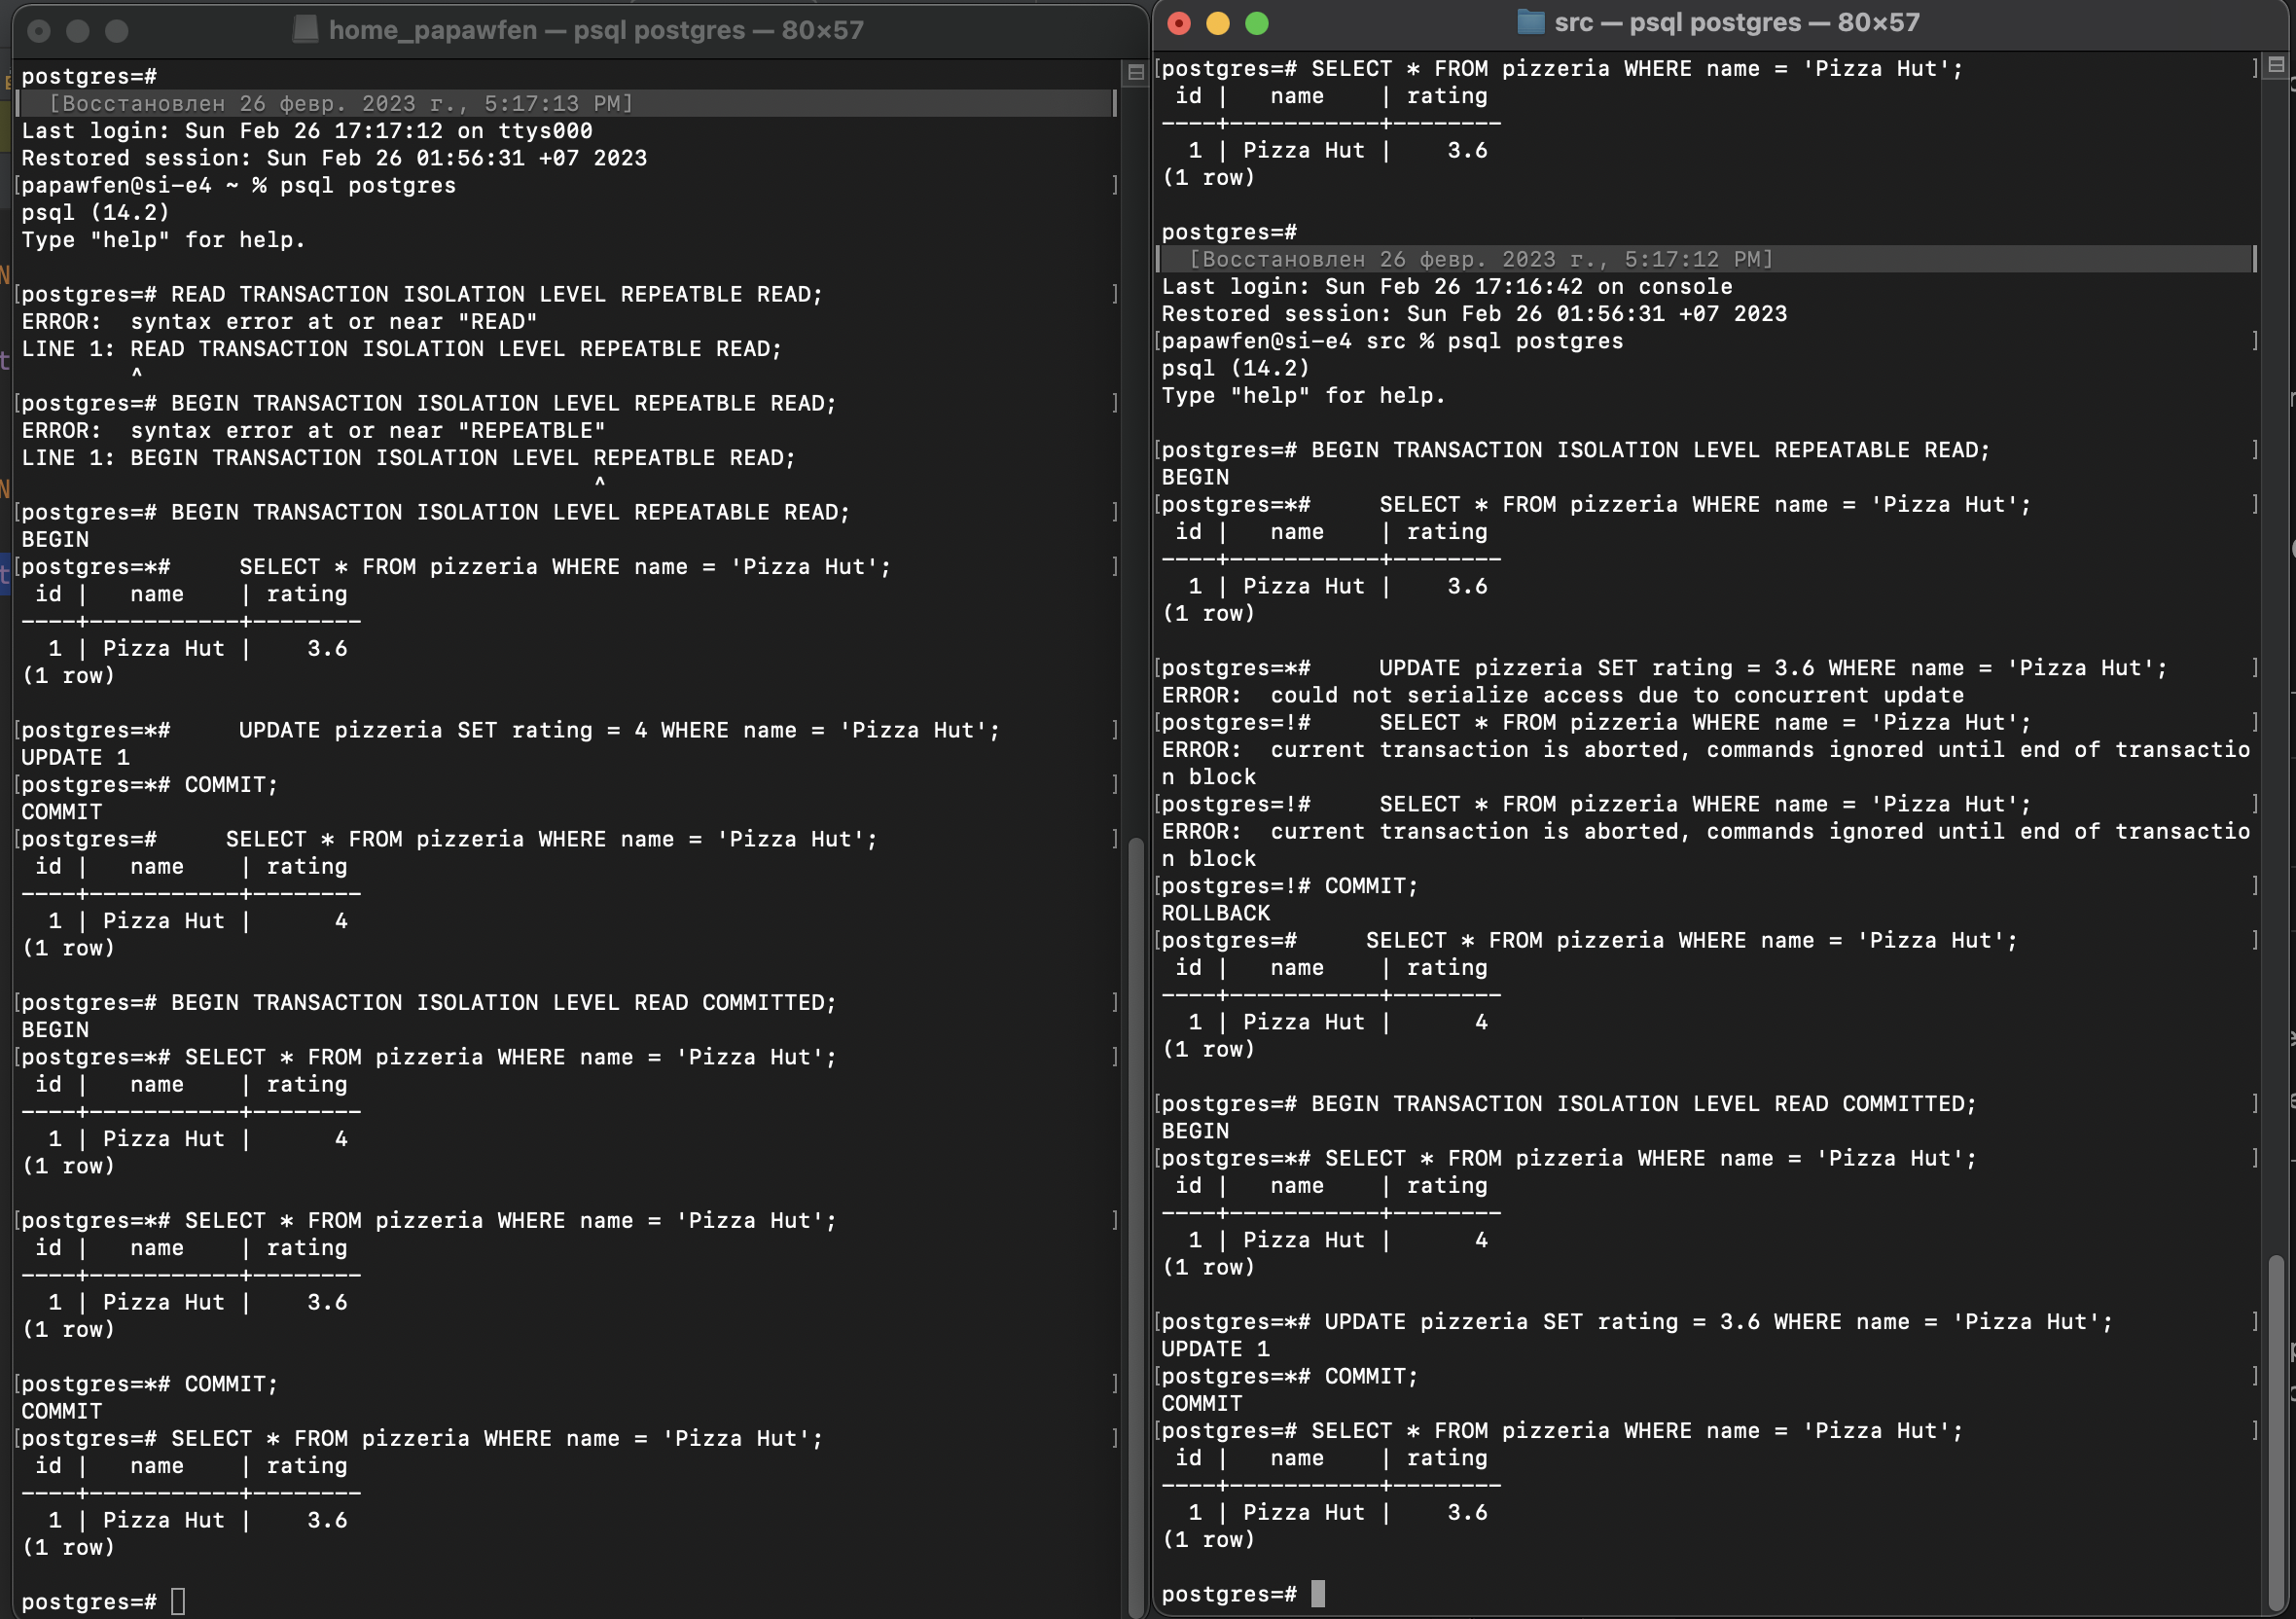 home_papawfen — psql postgres — 80×57
postgres=#
[Восстановлен 26 февр. 2023 г., 5:17:13 PM]
Last login: Sun Feb 26 17:17:12 on ttys000
Restored session: Sun Feb 26 01:56:31 +07 2023
[papawfen@si-e4 ~ % psql postgres ]
psql (14.2)
Type "help" for help.
[postgres=# READ TRANSACTION ISOLATION LEVEL REPEATBLE READ; ]
ERROR:  syntax error at or near "READ"
LINE 1: READ TRANSACTION ISOLATION LEVEL REPEATBLE READ;
^
[postgres=# BEGIN TRANSACTION ISOLATION LEVEL REPEATBLE READ; ]
ERROR:  syntax error at or near "REPEATBLE"
LINE 1: BEGIN TRANSACTION ISOLATION LEVEL REPEATBLE READ;
^
[postgres=# BEGIN TRANSACTION ISOLATION LEVEL REPEATABLE READ; ]
BEGIN
[postgres=*#     SELECT * FROM pizzeria WHERE name = 'Pizza Hut'; ]
 id |   name    | rating
----+-----------+--------
  1 | Pizza Hut |    3.6
(1 row)
[postgres=*#     UPDATE pizzeria SET rating = 4 WHERE name = 'Pizza Hut'; ]
UPDATE 1
[postgres=*# COMMIT; ]
COMMIT
[postgres=#     SELECT * FROM pizzeria WHERE name = 'Pizza Hut'; ]
 id |   name    | rating
----+-----------+--------
  1 | Pizza Hut |      4
(1 row)
[postgres=# BEGIN TRANSACTION ISOLATION LEVEL READ COMMITTED; ]
BEGIN
[postgres=*# SELECT * FROM pizzeria WHERE name = 'Pizza Hut'; ]
 id |   name    | rating
----+-----------+--------
  1 | Pizza Hut |      4
(1 row)
[postgres=*# SELECT * FROM pizzeria WHERE name = 'Pizza Hut'; ]
 id |   name    | rating
----+-----------+--------
  1 | Pizza Hut |    3.6
(1 row)
[postgres=*# COMMIT; ]
COMMIT
[postgres=# SELECT * FROM pizzeria WHERE name = 'Pizza Hut'; ]
 id |   name    | rating
----+-----------+--------
  1 | Pizza Hut |    3.6
(1 row)
postgres=#
src — psql postgres — 80×57
[postgres=# SELECT * FROM pizzeria WHERE name = 'Pizza Hut'; ]
 id |   name    | rating
----+-----------+--------
  1 | Pizza Hut |    3.6
(1 row)
postgres=#
[Восстановлен 26 февр. 2023 г., 5:17:12 PM]
Last login: Sun Feb 26 17:16:42 on console
Restored session: Sun Feb 26 01:56:31 +07 2023
[papawfen@si-e4 src % psql postgres ]
psql (14.2)
Type "help" for help.
[postgres=# BEGIN TRANSACTION ISOLATION LEVEL REPEATABLE READ; ]
BEGIN
[postgres=*#     SELECT * FROM pizzeria WHERE name = 'Pizza Hut'; ]
 id |   name    | rating
----+-----------+--------
  1 | Pizza Hut |    3.6
(1 row)
[postgres=*#     UPDATE pizzeria SET rating = 3.6 WHERE name = 'Pizza Hut'; ]
ERROR:  could not serialize access due to concurrent update
[postgres=!#     SELECT * FROM pizzeria WHERE name = 'Pizza Hut'; ]
ERROR:  current transaction is aborted, commands ignored until end of transactio
n block
[postgres=!#     SELECT * FROM pizzeria WHERE name = 'Pizza Hut'; ]
ERROR:  current transaction is aborted, commands ignored until end of transactio
n block
[postgres=!# COMMIT; ]
ROLLBACK
[postgres=#     SELECT * FROM pizzeria WHERE name = 'Pizza Hut'; ]
 id |   name    | rating
----+-----------+--------
  1 | Pizza Hut |      4
(1 row)
[postgres=# BEGIN TRANSACTION ISOLATION LEVEL READ COMMITTED; ]
BEGIN
[postgres=*# SELECT * FROM pizzeria WHERE name = 'Pizza Hut'; ]
 id |   name    | rating
----+-----------+--------
  1 | Pizza Hut |      4
(1 row)
[postgres=*# UPDATE pizzeria SET rating = 3.6 WHERE name = 'Pizza Hut'; ]
UPDATE 1
[postgres=*# COMMIT; ]
COMMIT
[postgres=# SELECT * FROM pizzeria WHERE name = 'Pizza Hut'; ]
 id |   name    | rating
----+-----------+--------
  1 | Pizza Hut |    3.6
(1 row)
postgres=#